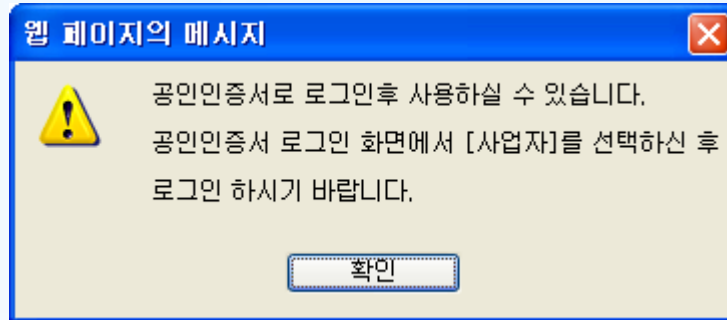 웹 페이지의 메시지
공인인증서로 로그인후 사용하실 수 있습니다.
공인인증서 로그인 화면에서 [사업자]를 선택하신 후
로그인 하시기 바랍니다.
확인